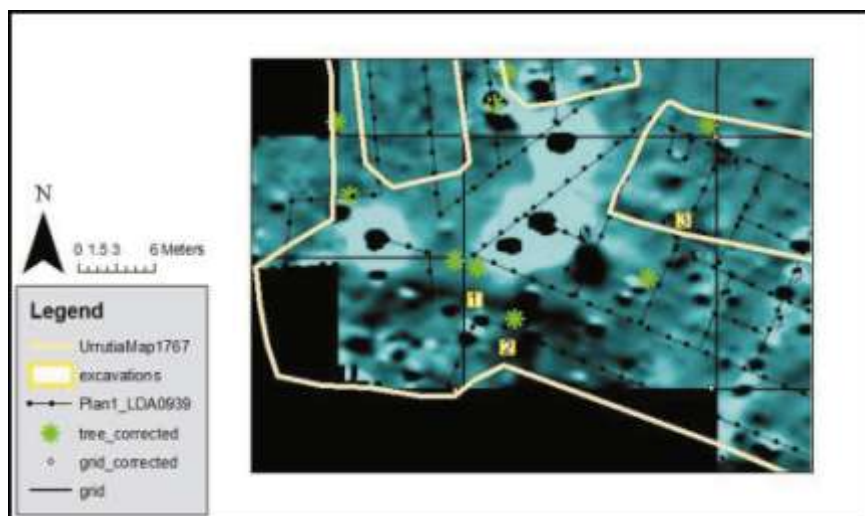 N
0 1.5 3 6 Meters
Legend
UrrutiaMap1767
excavations
Plan1_LDA0939
tree_corrected
grid_corrected
grid
3
1
2